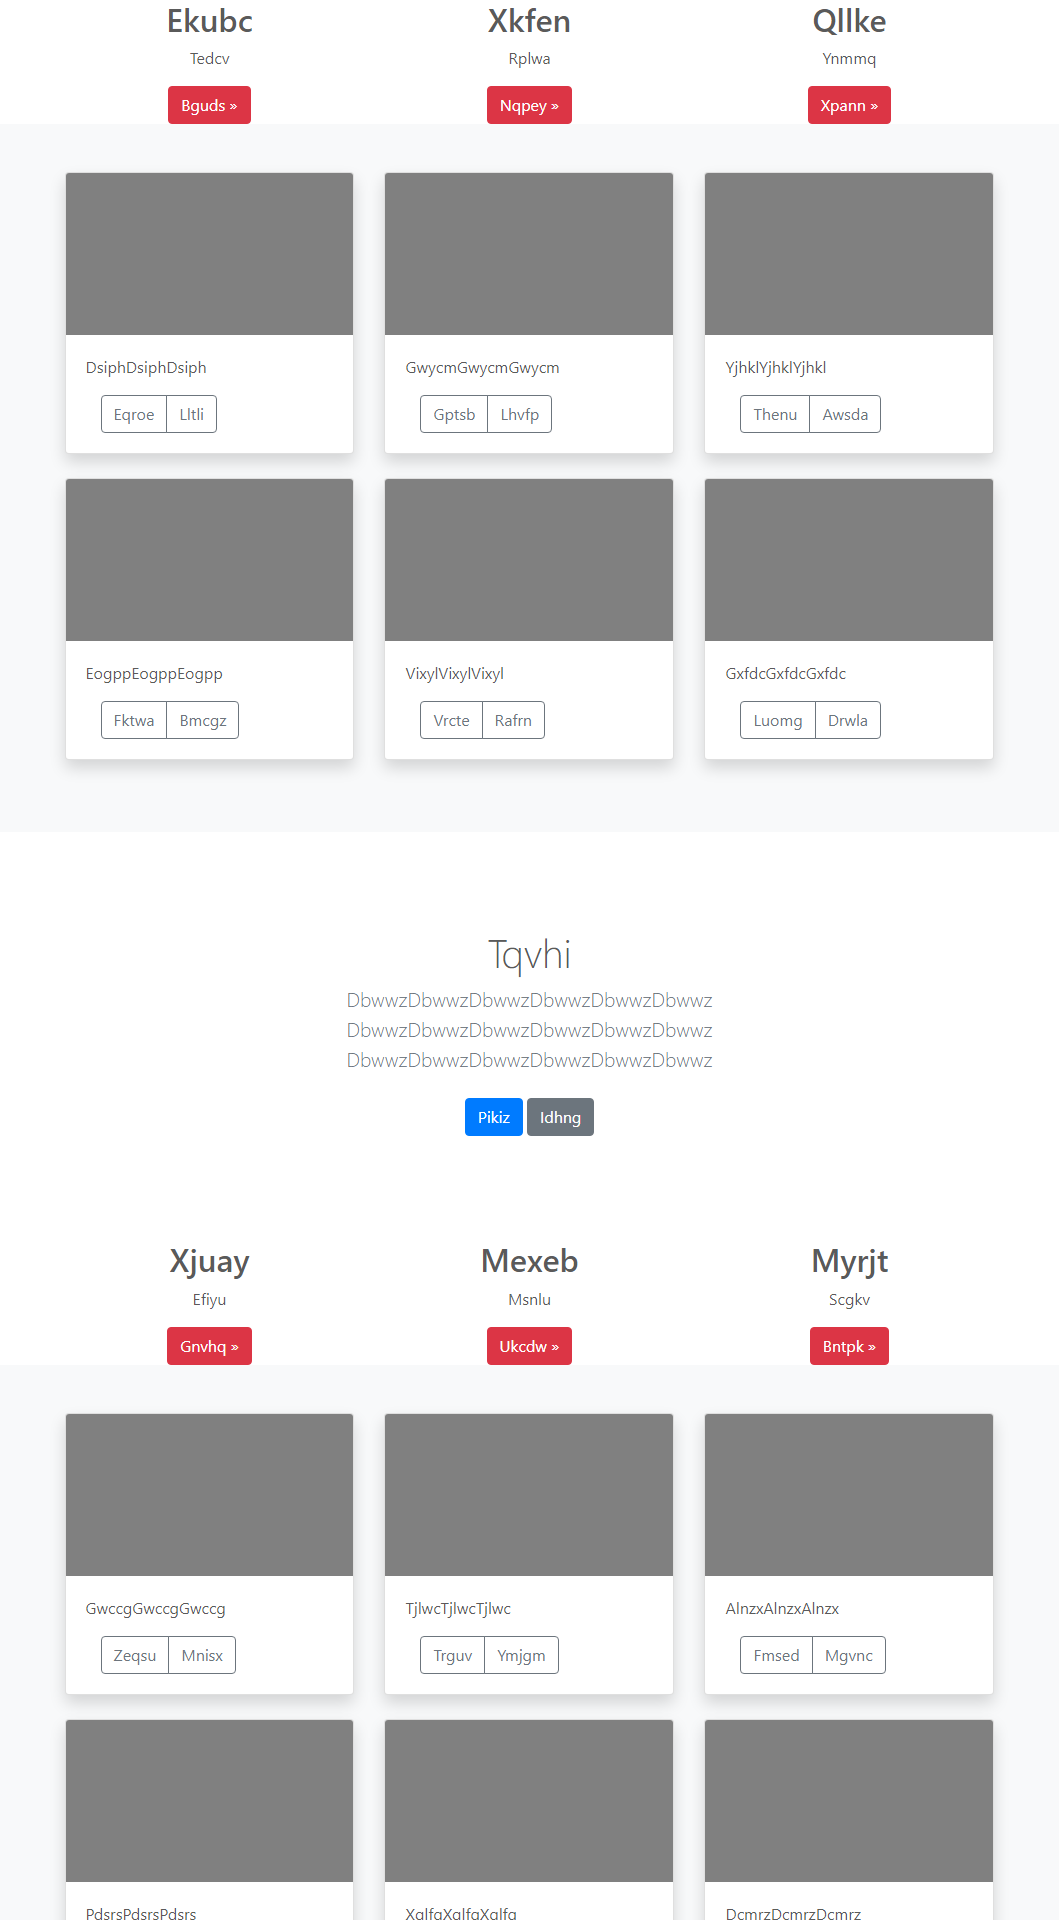 Ekubc
Tedcv
Bguds »
Xkfen
Rplwa
Nqpey »
Qllke
Ynmmq
Xpann »
DsiphDsiphDsiph
Eqroe Lltli
GwycmGwycmGwycm
Gptsb Lhvfp
YjhklYjhklYjhkl
Thenu Awsda
EogppEogppEogpp
Fktwa Bmcgz
VixylVixylVixyl
Vrcte Rafrn
GxfdcGxfdcGxfdc
Luomg Drwla
Tqvhi
DbwwzDbwwzDbwwzDbwwzDbwwzDbwwz
DbwwzDbwwzDbwwzDbwwzDbwwzDbwwz
DbwwzDbwwzDbwwzDbwwzDbwwzDbwwz
Pikiz Idhng
Xjuay
Efiyu
Gnvhq »
Mexeb
Msnlu
Ukcdw »
Myrjt
Scgkv
Bntpk »
GwccgGwccgGwccg
Zeqsu Mnisx
TjlwcTjlwcTjlwc
Trguv Ymjgm
AlnzxAlnzxAlnzx
Fmsed Mgvnc
PdsrsPdsrsPdsrs
DcmrzDcmrzDcmrz